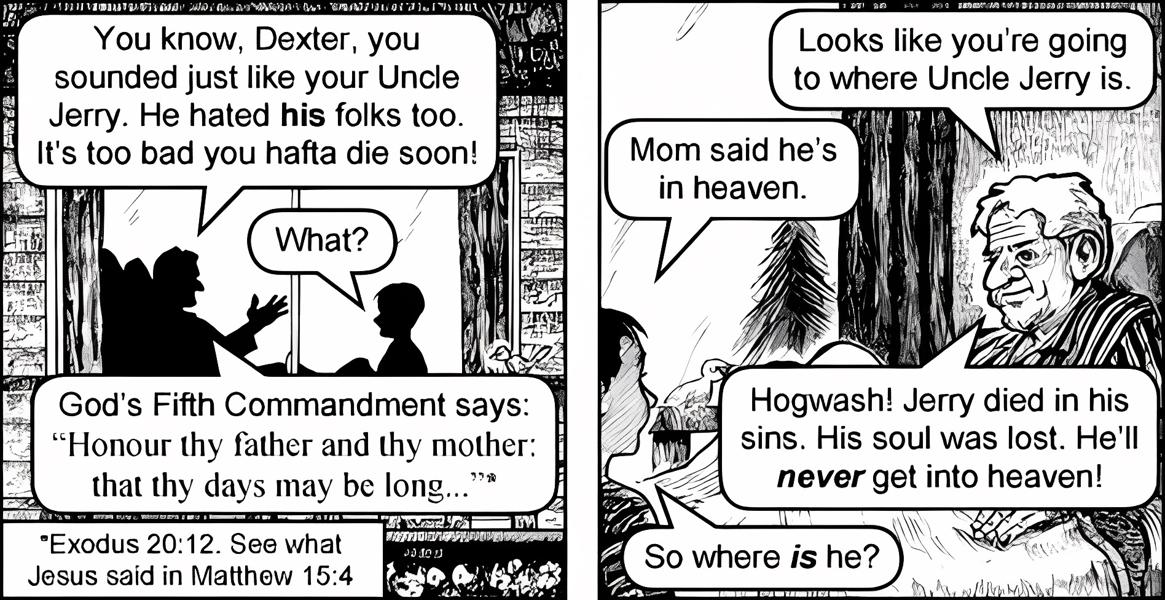 You know, Dexter, you
sounded just like your Uncle
Jerry. He hated his folks too.
It's too bad you hafta die soon!
What?
God's Fifth Commandment says:
“Honour thy father and thy mother:
that thy days may be long...”*
*Exodus 20:12. See what
Jesus said in Matthew 15:4
Looks like you're going
to where Uncle Jerry is.
Mom said he's
in heaven.
Hogwash! Jerry died in his
sins. His soul was lost. He'll
never get into heaven!
So where is he?